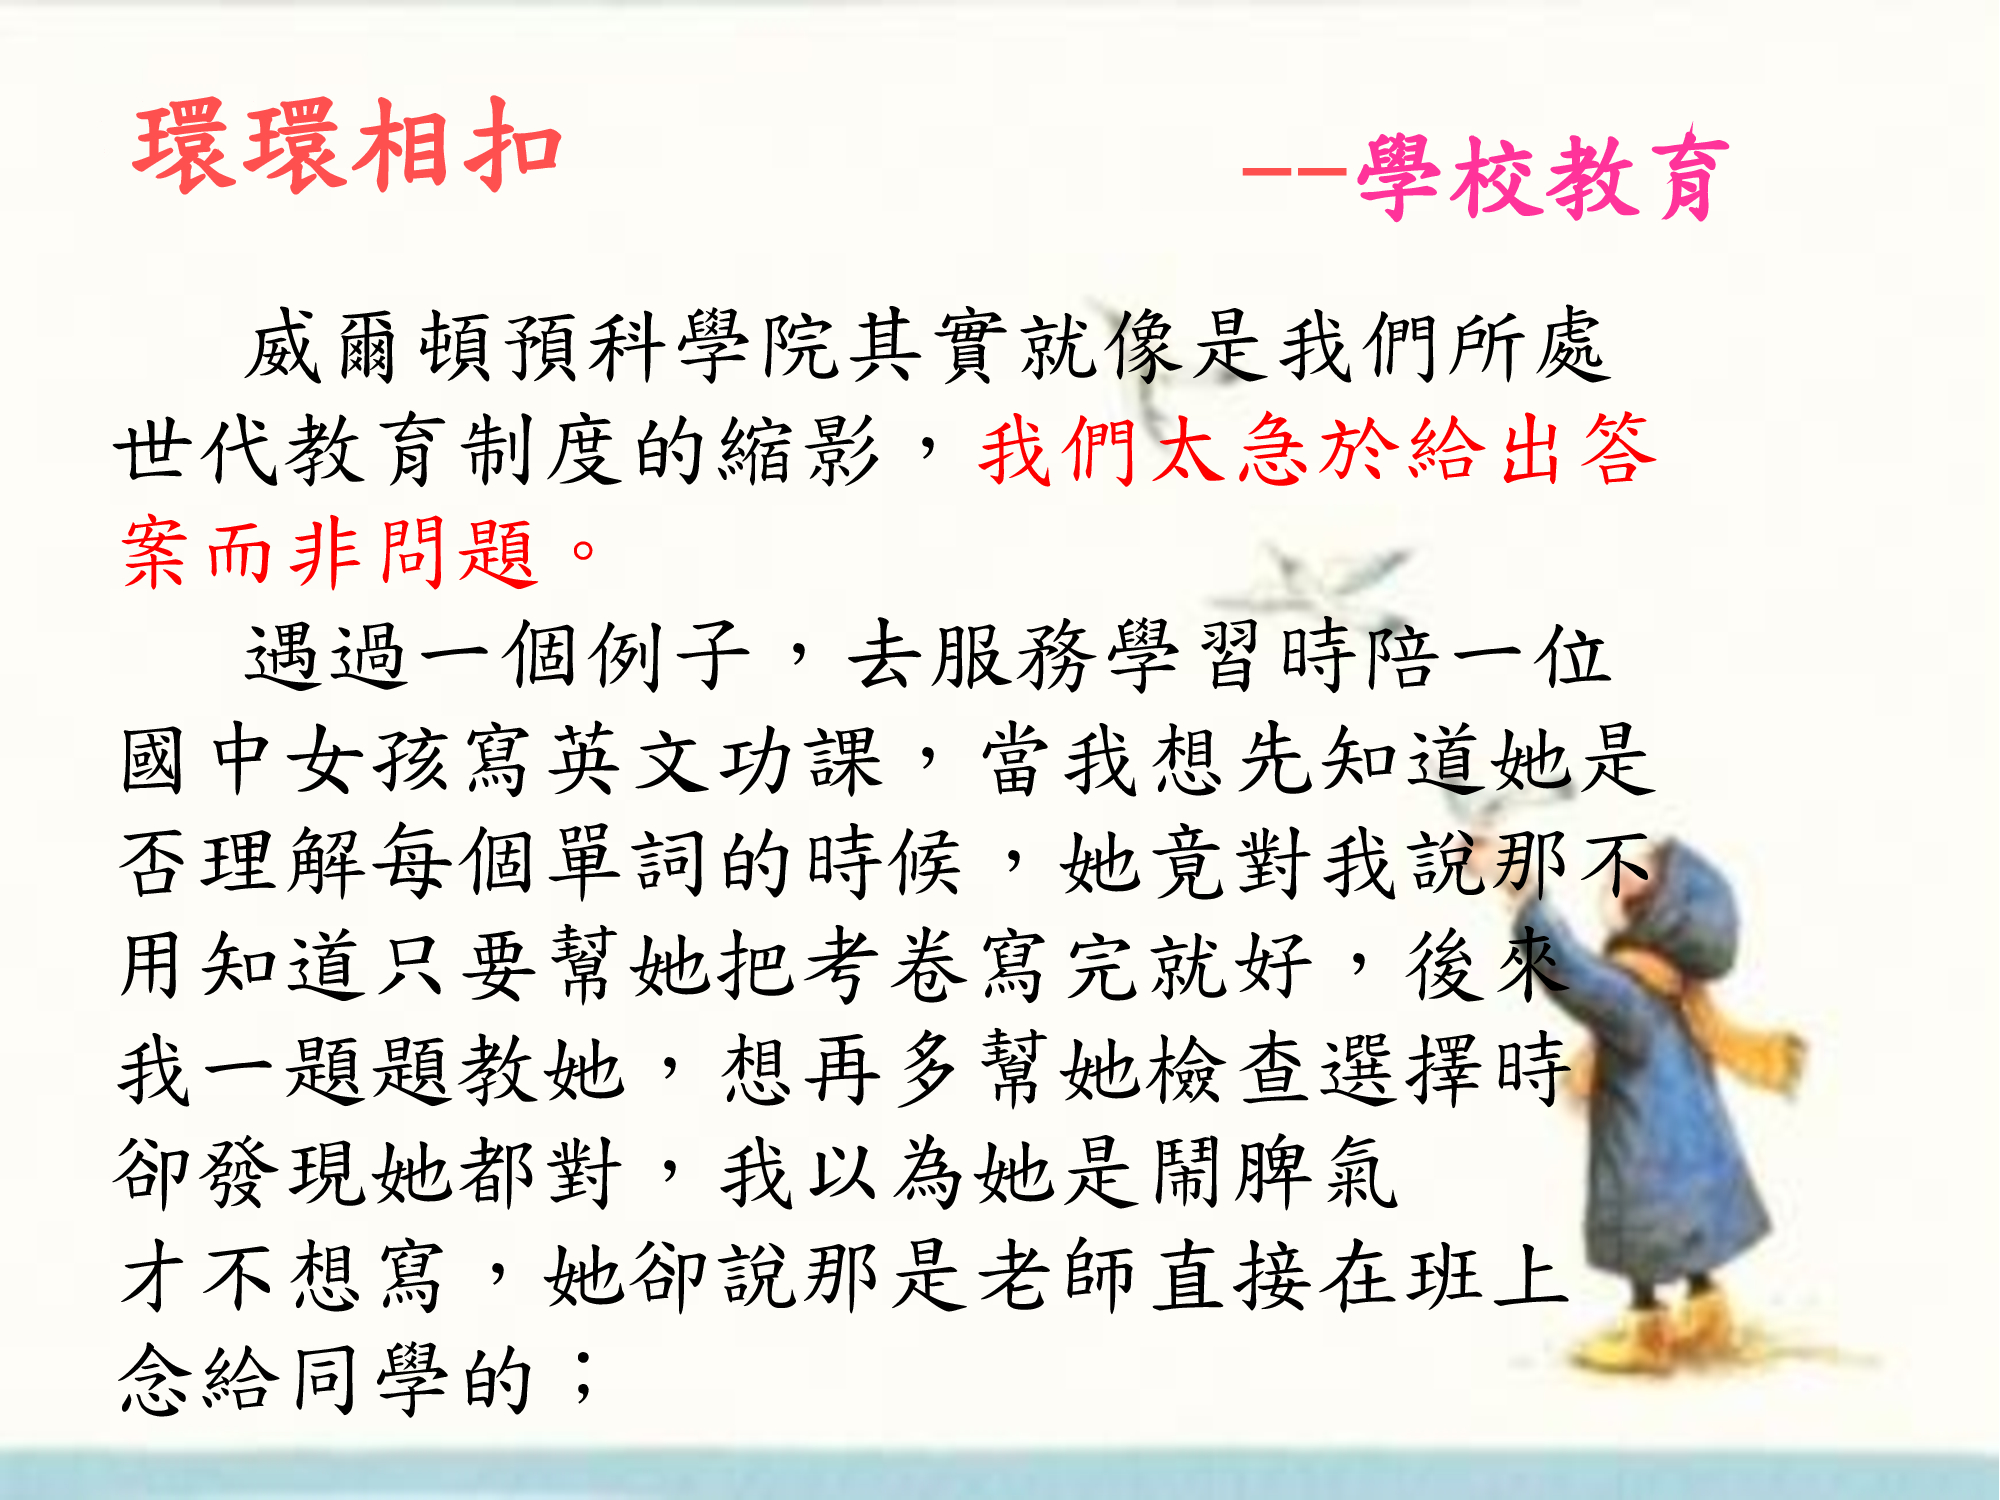 環環相扣
--學校教育
威爾頓預科學院其實就像是我們所處
世代教育制度的縮影，我們太急於給出答
案而非問題。
遇過一個例子，去服務學習時陪一位
國中女孩寫英文功課，當我想先知道她是
否理解每個單詞的時候，她竟對我說那不
用知道只要幫她把考卷寫完就好，後來
我一題題教她，想再多幫她檢查選擇時
卻發現她都對，我以為她是鬧脾氣
才不想寫，她卻說那是老師直接在班上
念給同學的；